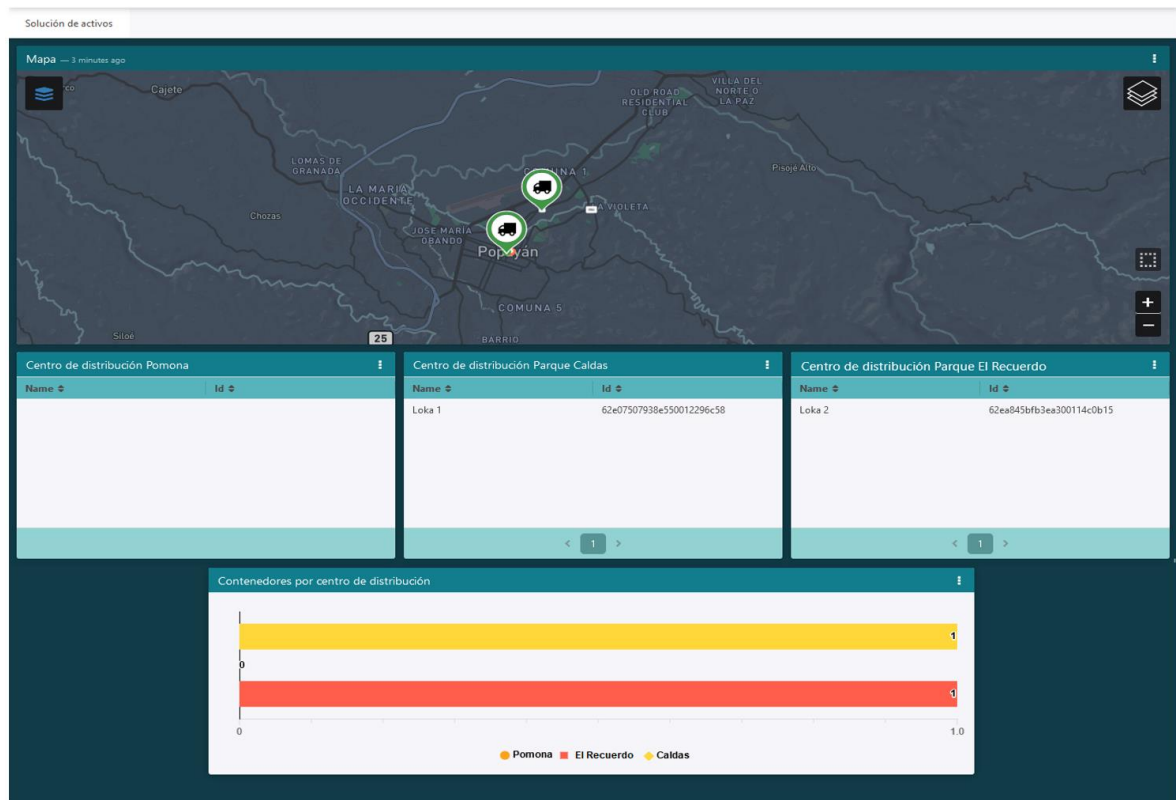 Solución de activos
Mapa — 3 minutes ago
Cajete
OLD ROAD
RESIDENTIAL
CLUB
VILLA DEL
NORTE O
LA PAZ
LOMAS DE
GRANADA
COMUNA 1
Pisojé Alto
LA MARÍA
OCCIDENTE
LA VIOLETA
Chozas
JOSÉ MARÍA
OBANDO
Popayán
COMUNA 5
Siloé
25
BARRIO
+
−
Centro de distribución Pomona
Name Id
Centro de distribución Parque Caldas
Name Id
Loka 1 62e07507938e550012296c58
< 1 >
Centro de distribución Parque El Recuerdo
Name Id
Loka 2 62ea845bfb3ea300114c0b15
< 1 >
Contenedores por centro de distribución
1
0
1
0 1.0
Pomona El Recuerdo Caldas